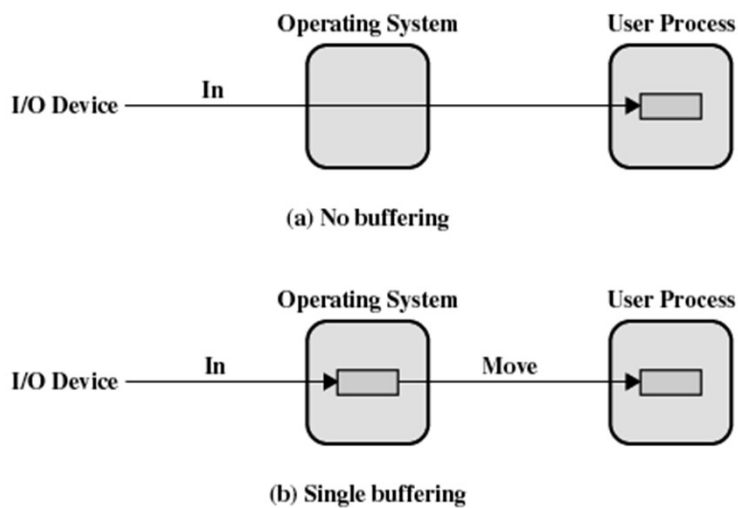 Operating System User Process
I/O Device In
(a) No buffering
Operating System User Process
I/O Device In Move
(b) Single buffering